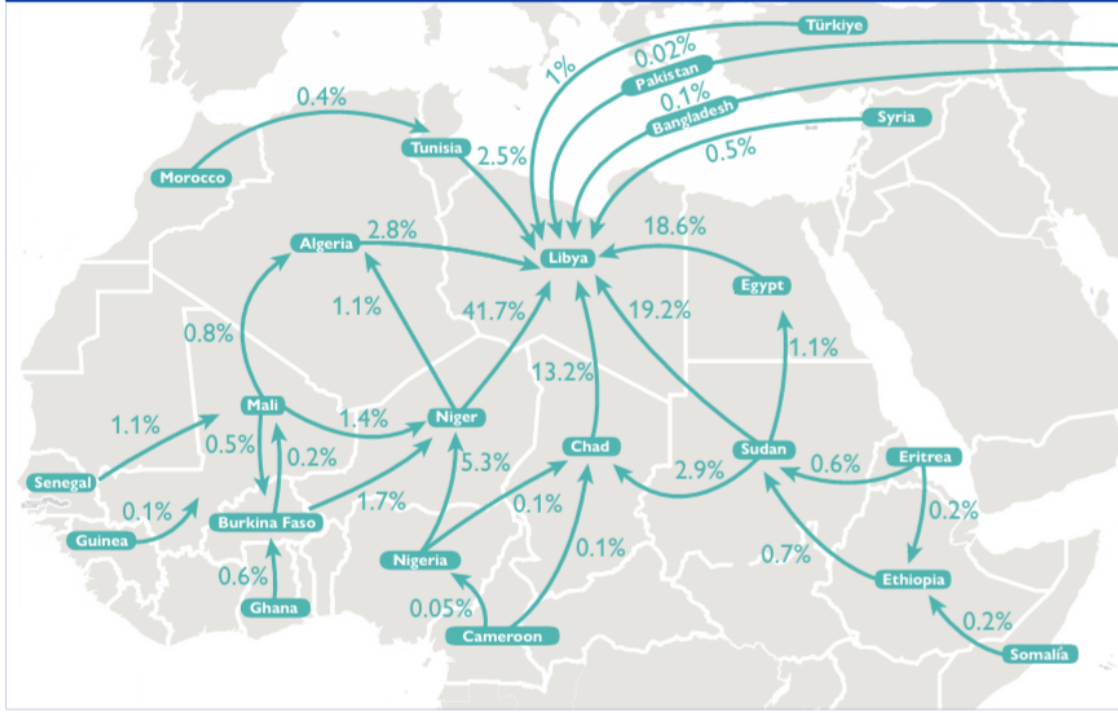 Türkiye
1%
0.02%
Pakistan
0.1%
Bangladesh
Syria
0.5%
0.4%
Tunisia
2.5%
Morocco
Algeria
2.8%
18.6%
Libya
Egypt
1.1%
41.7%
19.2%
0.8%
1.1%
13.2%
Mali
1.4%
Niger
1.1%
0.5%
0.2%
5.3%
Chad
Sudan
Eritrea
Senegal
2.9%
0.6%
0.1%
1.7%
0.1%
0.2%
Burkina Faso
Guinea
Nigeria
0.1%
0.7%
Ethiopia
0.6%
Ghana
0.05%
0.2%
Cameroon
Somalía